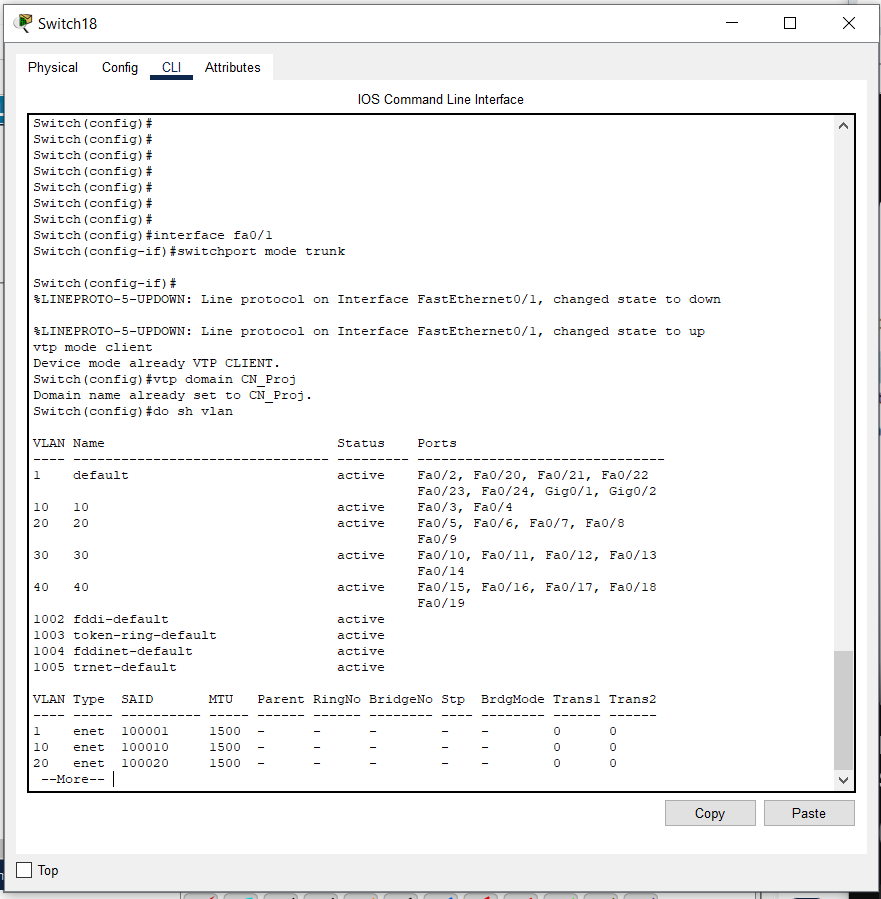 Switch18
Physical Config CLI Attributes
IOS Command Line Interface
Switch(config)#
Switch(config)#
Switch(config)#
Switch(config)#
Switch(config)#
Switch(config)#
Switch(config)#
Switch(config)#interface fa0/1
Switch(config-if)#switchport mode trunk
Switch(config-if)#
%LINEPROTO-5-UPDOWN: Line protocol on Interface FastEthernet0/1, changed state to down
%LINEPROTO-5-UPDOWN: Line protocol on Interface FastEthernet0/1, changed state to up
vtp mode client
Device mode already VTP CLIENT.
Switch(config)#vtp domain CN_Proj
Domain name already set to CN_Proj.
Switch(config)#do sh vlan
VLAN Name                             Status    Ports
---- -------------------------------- --------- -------------------------------
1    default                          active    Fa0/2, Fa0/20, Fa0/21, Fa0/22
                                                Fa0/23, Fa0/24, Gig0/1, Gig0/2
10   10                               active    Fa0/3, Fa0/4
20   20                               active    Fa0/5, Fa0/6, Fa0/7, Fa0/8
                                                Fa0/9
30   30                               active    Fa0/10, Fa0/11, Fa0/12, Fa0/13
                                                Fa0/14
40   40                               active    Fa0/15, Fa0/16, Fa0/17, Fa0/18
                                                Fa0/19
1002 fddi-default                     active
1003 token-ring-default               active
1004 fddinet-default                  active
1005 trnet-default                    active
VLAN Type  SAID       MTU   Parent RingNo BridgeNo Stp  BrdgMode Trans1 Trans2
---- ----- ---------- ----- ------ ------ -------- ---- -------- ------ ------
1    enet  100001     1500  -      -      -        -    -        0      0
10   enet  100010     1500  -      -      -        -    -        0      0
20   enet  100020     1500  -      -      -        -    -        0      0
 --More--
Copy Paste
Top